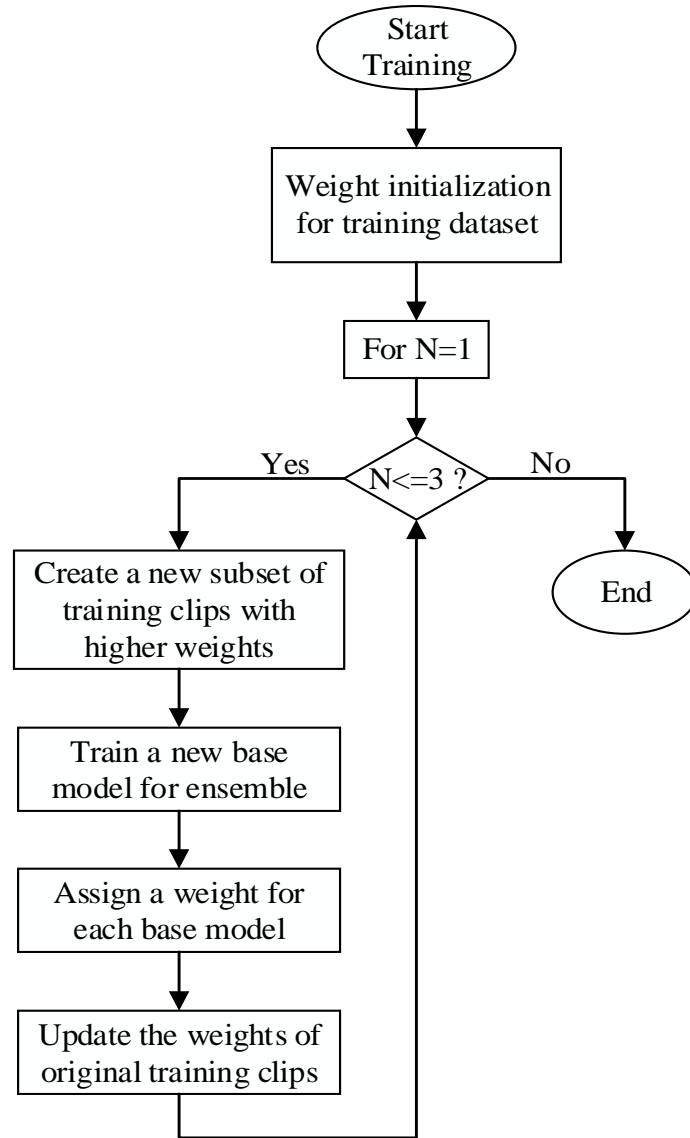 Start
Training
Weight initialization
for training dataset
For N=1
N<=3 ?
Yes
No
Create a new subset of
training clips with
higher weights
End
Train a new base
model for ensemble
Assign a weight for
each base model
Update the weights of
original training clips